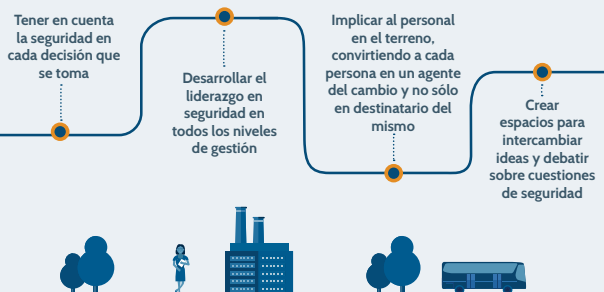 Tener en cuenta
la seguridad en
cada decisión que
se toma
Desarrollar el
liderazgo en
seguridad en
todos los niveles
de gestión
Implicar al personal
en el terreno,
convirtiendo a cada
persona en un agente
del cambio y no sólo
en destinatario del
mismo
Crear
espacios para
intercambiar
ideas y debatir
sobre cuestiones
de seguridad